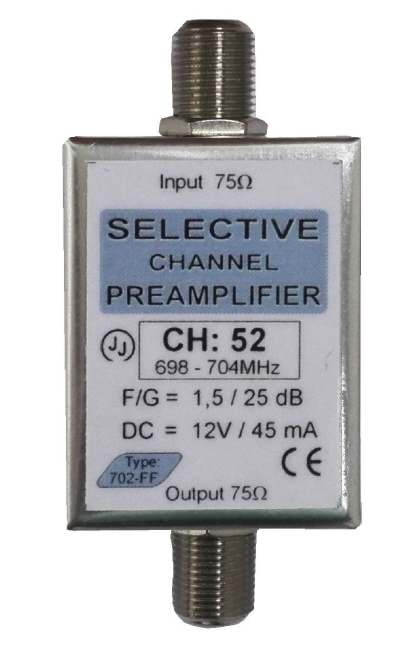 Input 75Ω
SELECTIVE
CHANNEL
PREAMPLIFIER
JJ
CH: 52
698 - 704MHz
F/G = 1,5 / 25 dB
DC = 12V / 45 mA
Type:
702-FF
CE
Output 75Ω